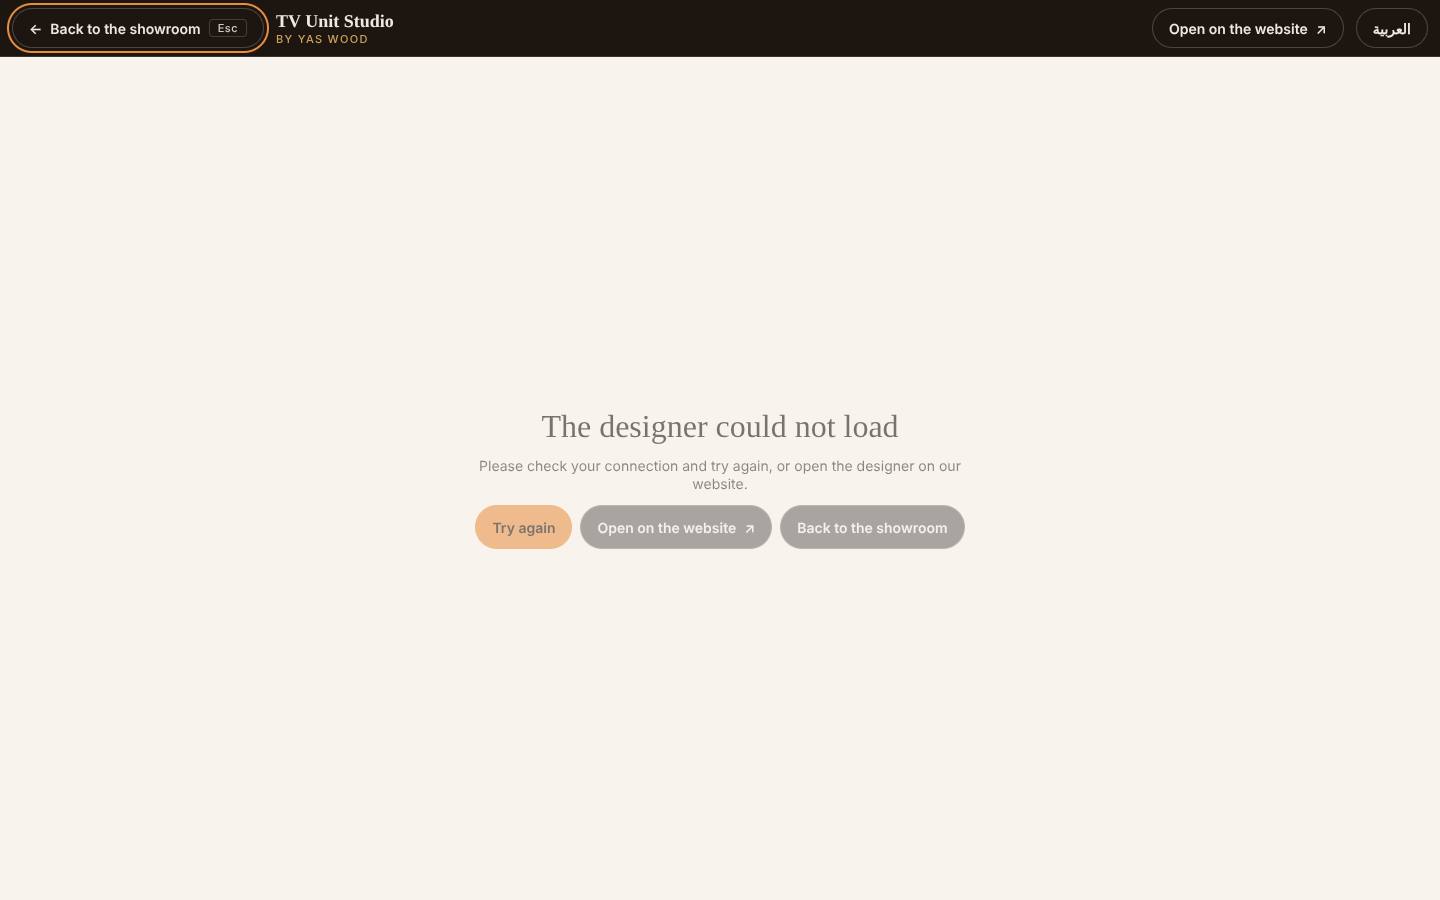 ← Back to the showroom Esc
TV Unit Studio
BY YAS WOOD
Open on the website ↗
العربية
The designer could not load
Please check your connection and try again, or open the designer on our
website.
Try again
Open on the website ↗
Back to the showroom